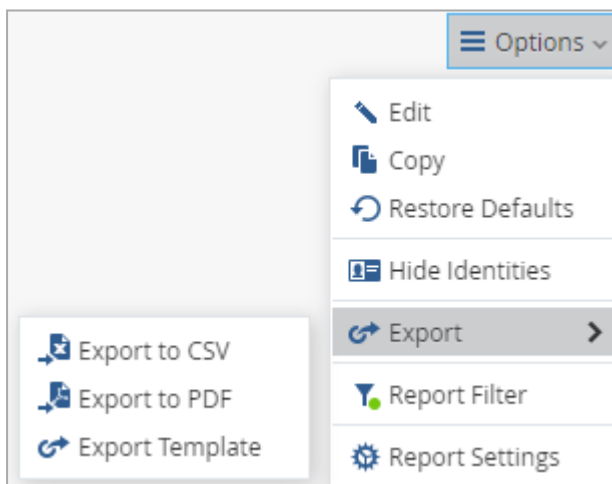 Options
Edit
Copy
Restore Defaults
Hide Identities
Export
Export to CSV
Export to PDF
Export Template
Report Filter
Report Settings